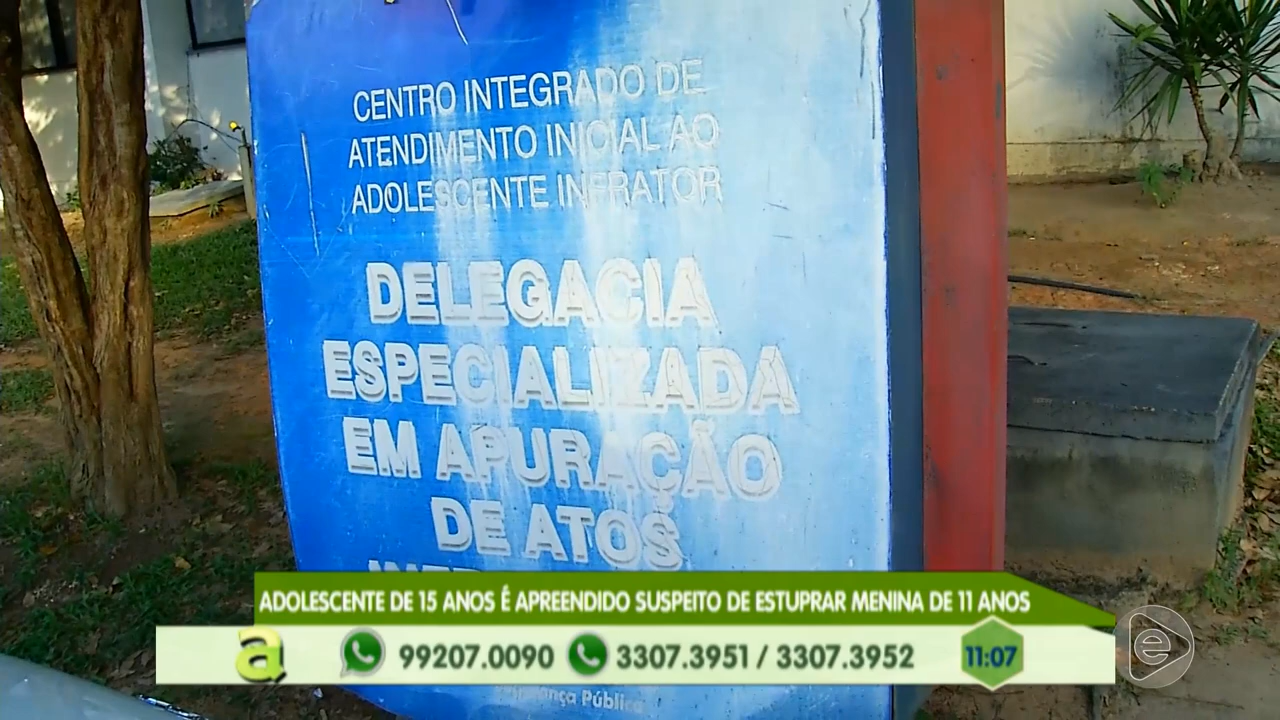 CENTRO INTEGRADO DE
ATENDIMENTO INICIAL AO
ADOLESCENTE INFRATOR
DELEGACIA
ESPECIALIZADA
EM APURAÇÃO
DE ATOS
ADOLESCENTE DE 15 ANOS É APREENDIDO SUSPEITO DE ESTUPRAR MENINA DE 11 ANOS
a 99207.0090 3307.3951 / 3307.3952 11:07
e
Pública